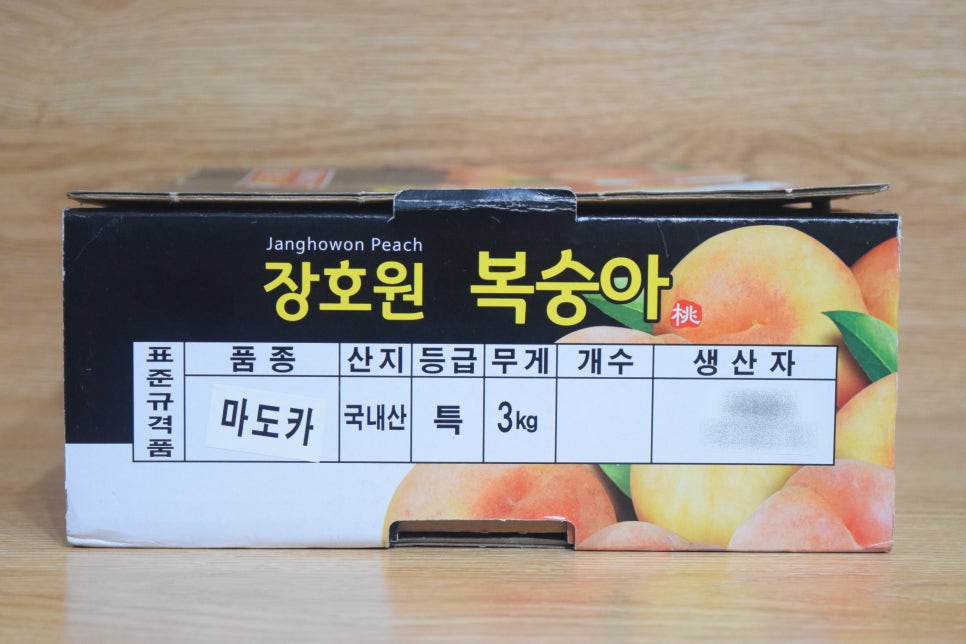 Janghowon Peach
장호원 복숭아
桃
표준규격품
품종 산지 등급 무게 개수 생산자
마도카 국내산 특 3kg